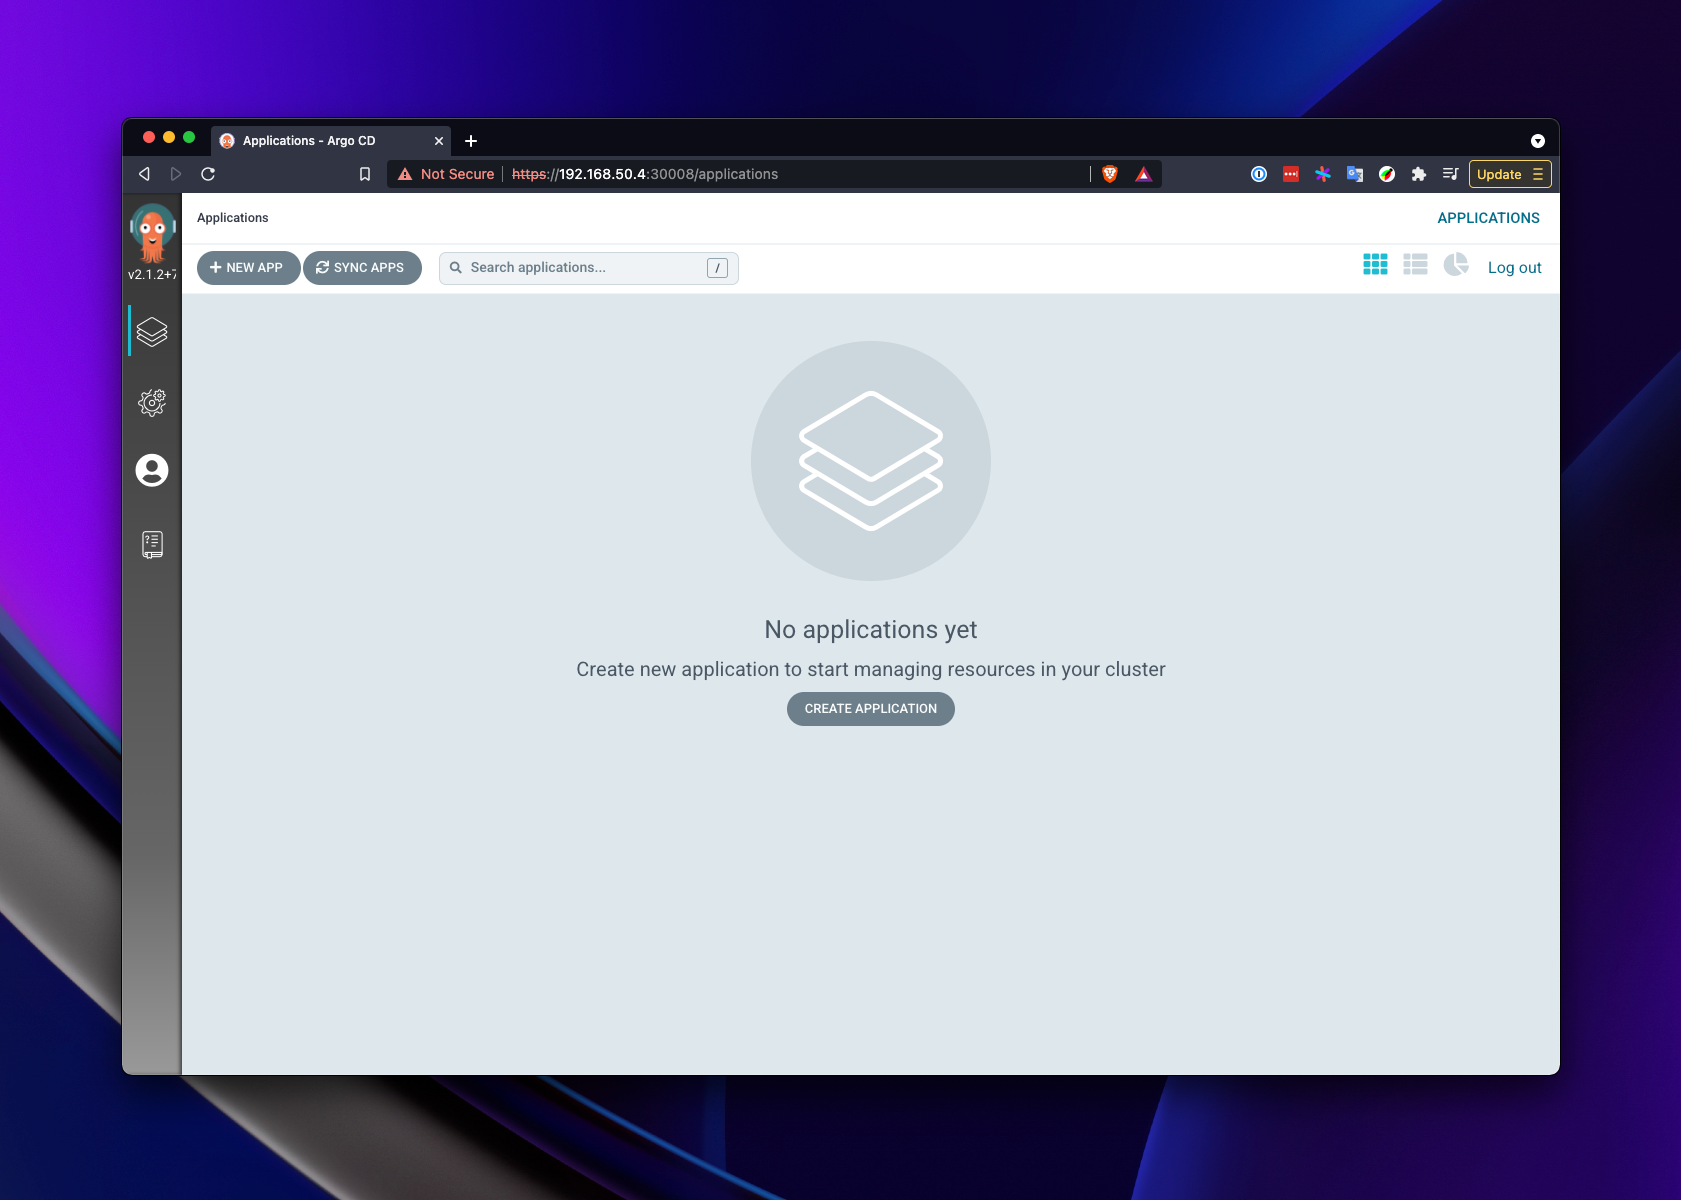 Applications - Argo CD
Not Secure https://192.168.50.4:30008/applications
Update
v2.1.2+7
Applications
APPLICATIONS
NEW APP
SYNC APPS
Search applications...
/
Log out
No applications yet
Create new application to start managing resources in your cluster
CREATE APPLICATION